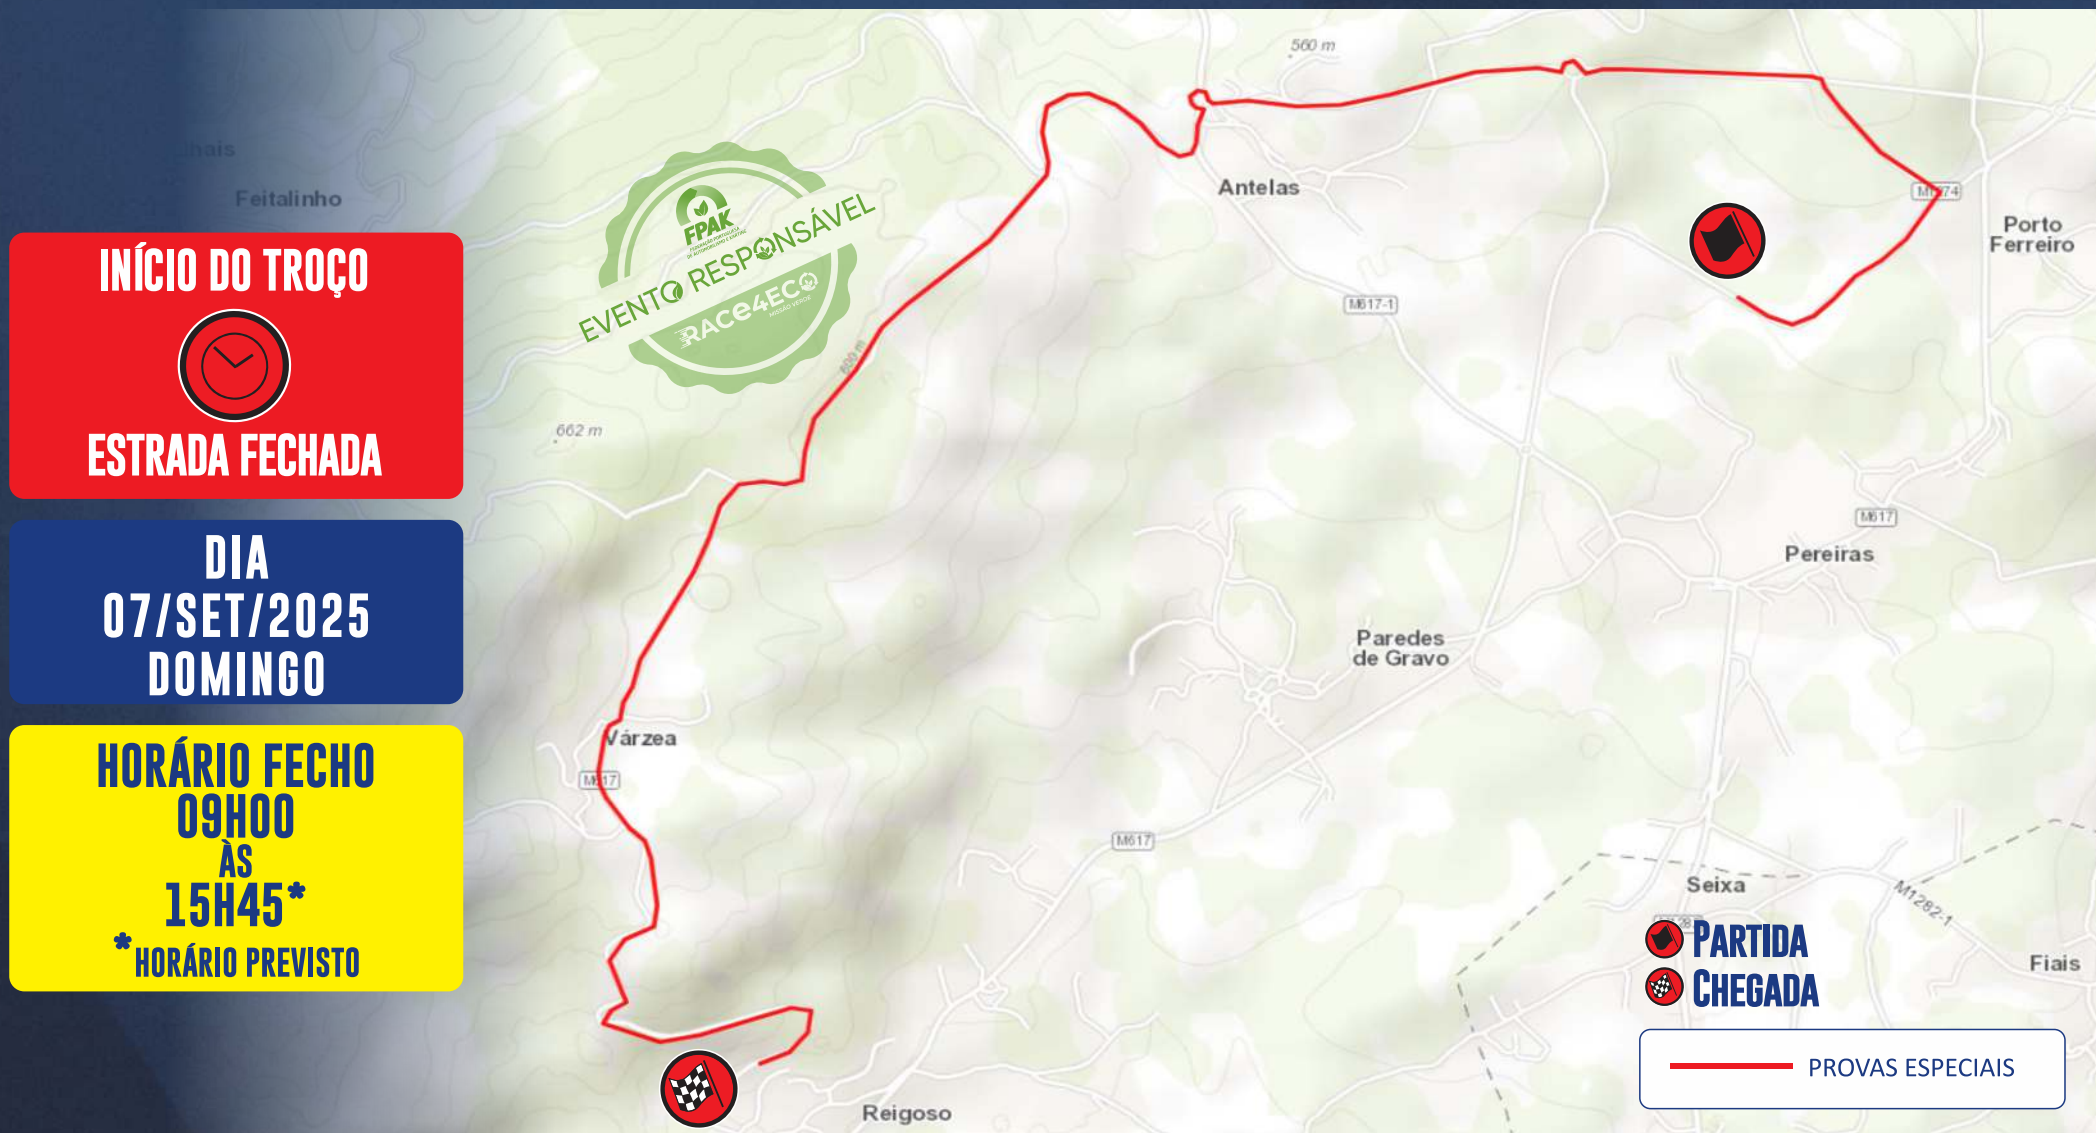 INÍCIO DO TROÇO
ESTRADA FECHADA
DIA
07/SET/2025
DOMINGO
HORÁRIO FECHO
09H00
ÀS
15H45*
*HORÁRIO PREVISTO
Feitalinho
560 m
FPAK
EVENTO RESPONSÁVEL
RACE4ECO
MISSÃO VERDE
Antelas
Porto
Ferreiro
M617-1
600 m
662 m
M617
Pereiras
Paredes
de Gravo
Várzea
M617
M617
Seixa
M1282-1
Fiais
Reigoso
PARTIDA
CHEGADA
PROVAS ESPECIAIS